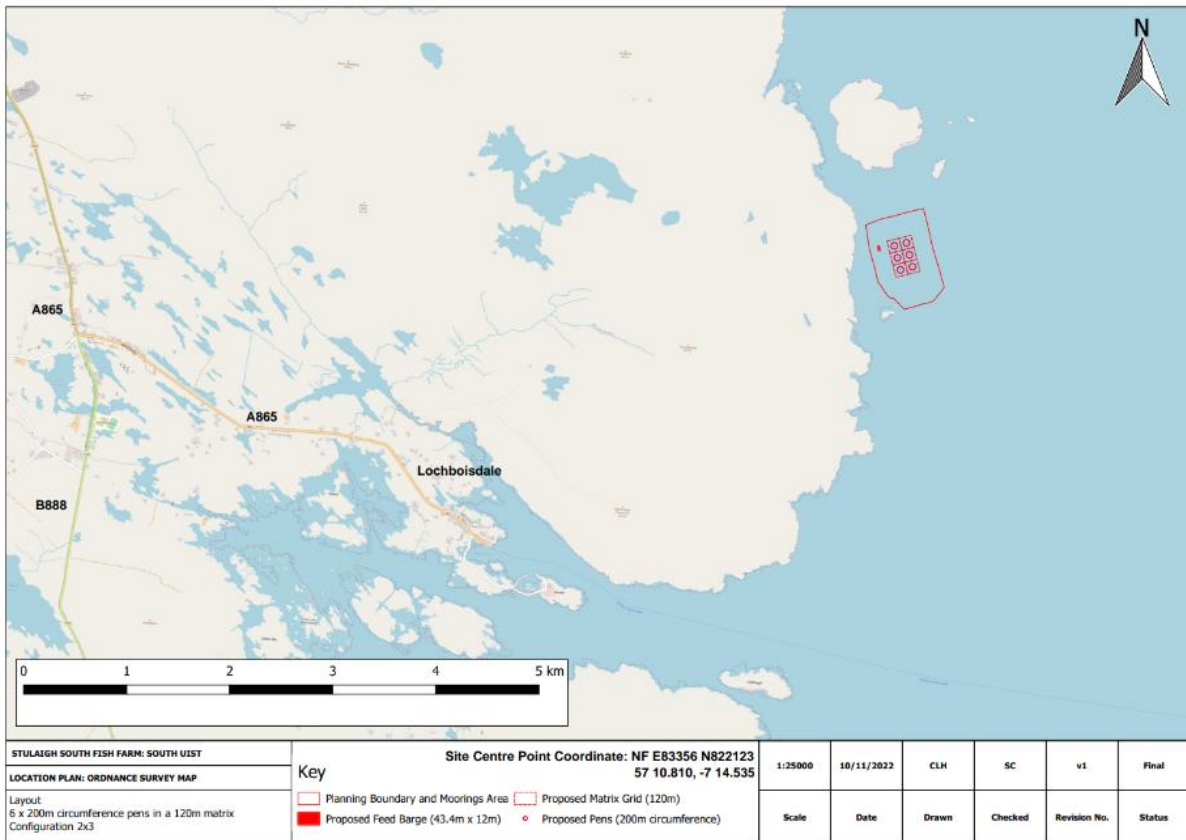 N
A865
A865
Lochboisdale
B888
0 1 2 3 4 5 km
STULAIGH SOUTH FISH FARM: SOUTH UIST
LOCATION PLAN: ORDNANCE SURVEY MAP
Layout
6 x 200m circumference pens in a 120m matrix
Configuration 2x3
Site Centre Point Coordinate: NF E83356 N822123
57 10.810, -7 14.535
Key
Planning Boundary and Moorings Area
Proposed Matrix Grid (120m)
Proposed Feed Barge (43.4m x 12m)
Proposed Pens (200m circumference)
1:25000 10/11/2022 CLH SC v1 Final
Scale Date Drawn Checked Revision No. Status